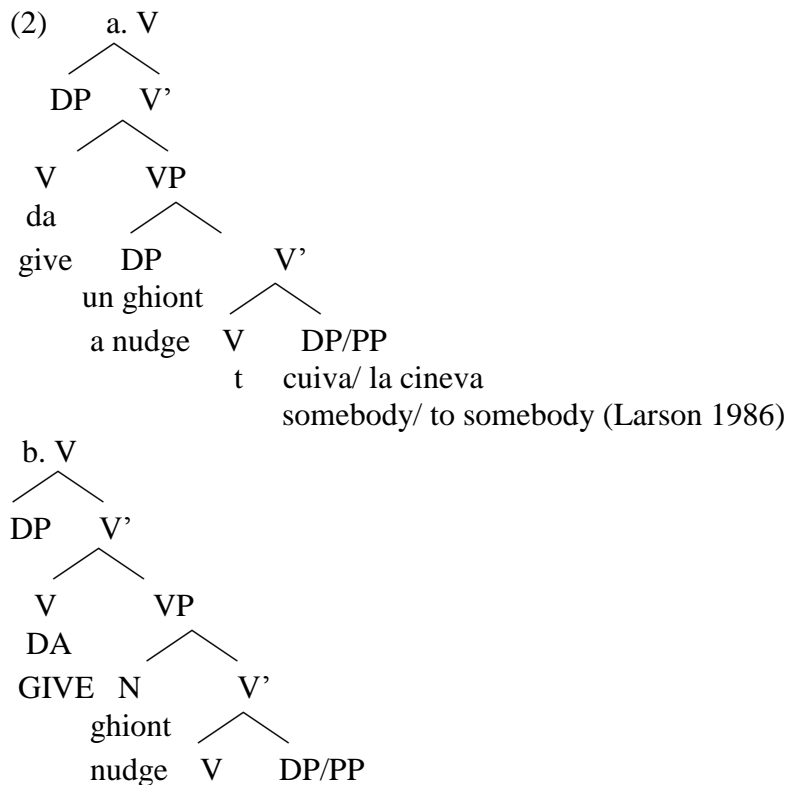 (2) a. V
DP V’
V VP
da
give DP V’
un ghiont
a nudge V DP/PP
t cuiva/ la cineva
somebody/ to somebody (Larson 1986)
b. V
DP V’
V VP
DA
GIVE N V’
ghiont
nudge V DP/PP